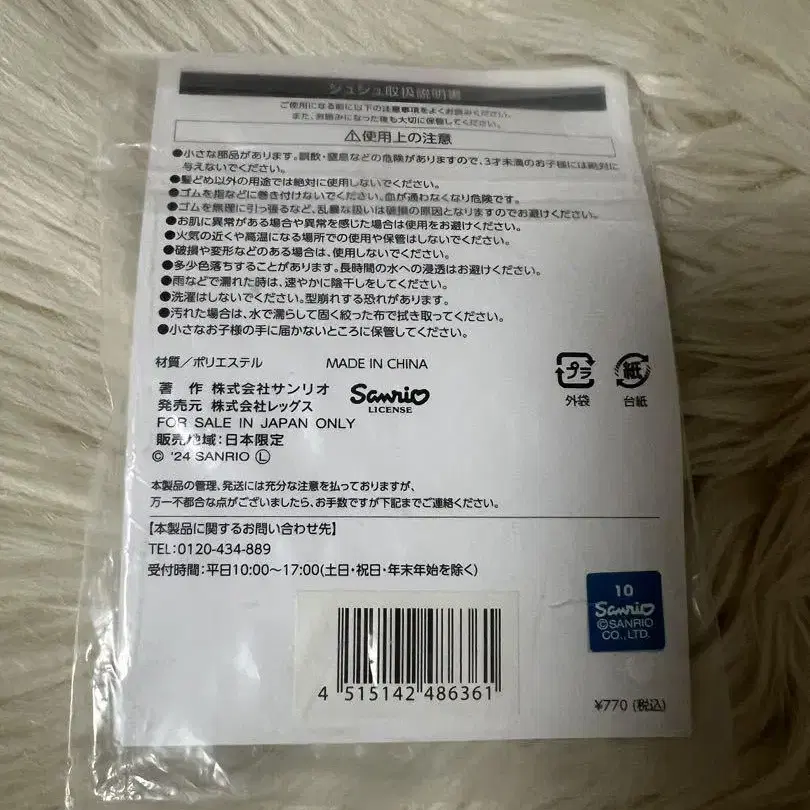 シュシュ取扱説明書
ご使用になる前に以下の注意事項をよくお読みください。
また、お読みになった後も大切に保管してください。
⚠使用上の注意
●小さな部品があります。誤飲・窒息などの危険がありますので、3才未満のお子様には絶対に
与えないでください。
●髪どめ以外の用途では絶対に使用しないでください。
●ゴムを指などに巻き付けないでください。血が通わなくなり危険です。
●ゴムを無理に引っ張るなど、乱暴な扱いは破損の原因となりますのでお避けください。
●お肌に異常がある場合や異常を感じた場合は使用をお避けください。
●火気の近くや高温になる場所での使用や保管はしないでください。
●破損や変形などのある場合は、使用しないでください。
●多少色落ちすることがあります。長時間の水への浸透はお避けください。
●雨などで濡れた時は、速やかに陰干しをしてください。
●洗濯はしないでください。型崩れする恐れがあります。
●汚れた場合は、水で濡らして固く絞った布で拭き取ってください。
●小さなお子様の手に届かないところに保管してください。
材質/ポリエステル MADE IN CHINA
著 作 株式会社サンリオ
発売元 株式会社レッグス
Sanrio
LICENSE
FOR SALE IN JAPAN ONLY
販売地域:日本限定
© '24 SANRIO Ⓛ
プラ
外袋
紙
台紙
本製品の管理、発送には充分な注意を払っておりますが、
万一不都合な点がございましたら、お手数ですが下記までご連絡ください。
【本製品に関するお問い合わせ先】
TEL:0120-434-889
受付時間:平日10:00～17:00(土日・祝日・年末年始を除く)
10
Sanrio
©SANRIO
CO., LTD.
4 515142 486361
¥770 (税込)